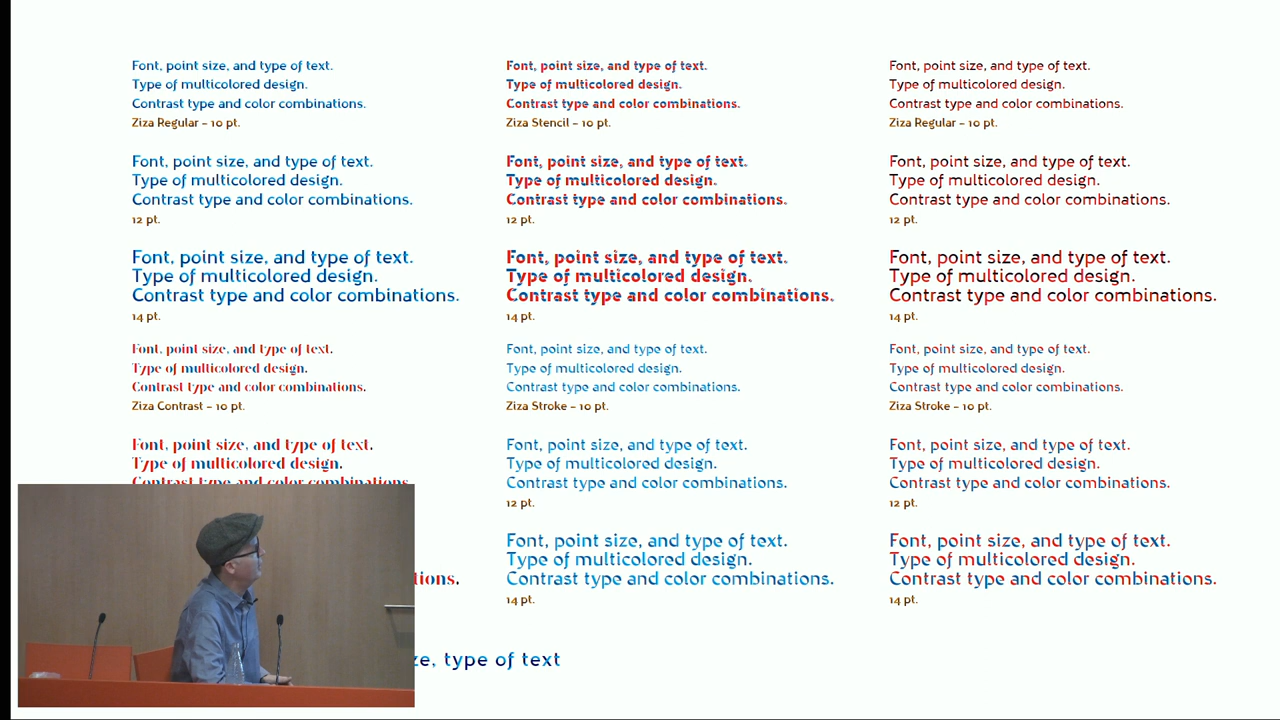 Font, point size, and type of text.
Type of multicolored design.
Contrast type and color combinations.
Ziza Regular – 10 pt.
Font, point size, and type of text.
Type of multicolored design.
Contrast type and color combinations.
12 pt.
Font, point size, and type of text.
Type of multicolored design.
Contrast type and color combinations.
14 pt.
Font, point size, and type of text.
Type of multicolored design.
Contrast type and color combinations.
Ziza Contrast – 10 pt.
Font, point size, and type of text.
Type of multicolored design.
Contrast type and color combinations
Font, point size, and type of text.
Type of multicolored design.
Contrast type and color combinations.
Ziza Stencil – 10 pt.
Font, point size, and type of text.
Type of multicolored design.
Contrast type and color combinations.
12 pt.
Font, point size, and type of text.
Type of multicolored design.
Contrast type and color combinations.
14 pt.
Font, point size, and type of text.
Type of multicolored design.
Contrast type and color combinations.
Ziza Stroke – 10 pt.
Font, point size, and type of text.
Type of multicolored design.
Contrast type and color combinations.
12 pt.
Font, point size, and type of text.
Type of multicolored design.
Contrast type and color combinations.
14 pt.
Font, point size, and type of text.
Type of multicolored design.
Contrast type and color combinations.
Ziza Regular – 10 pt.
Font, point size, and type of text.
Type of multicolored design.
Contrast type and color combinations.
12 pt.
Font, point size, and type of text.
Type of multicolored design.
Contrast type and color combinations.
14 pt.
Font, point size, and type of text.
Type of multicolored design.
Contrast type and color combinations.
Ziza Stroke – 10 pt.
Font, point size, and type of text.
Type of multicolored design.
Contrast type and color combinations.
12 pt.
Font, point size, and type of text.
Type of multicolored design.
Contrast type and color combinations.
14 pt.
type of text